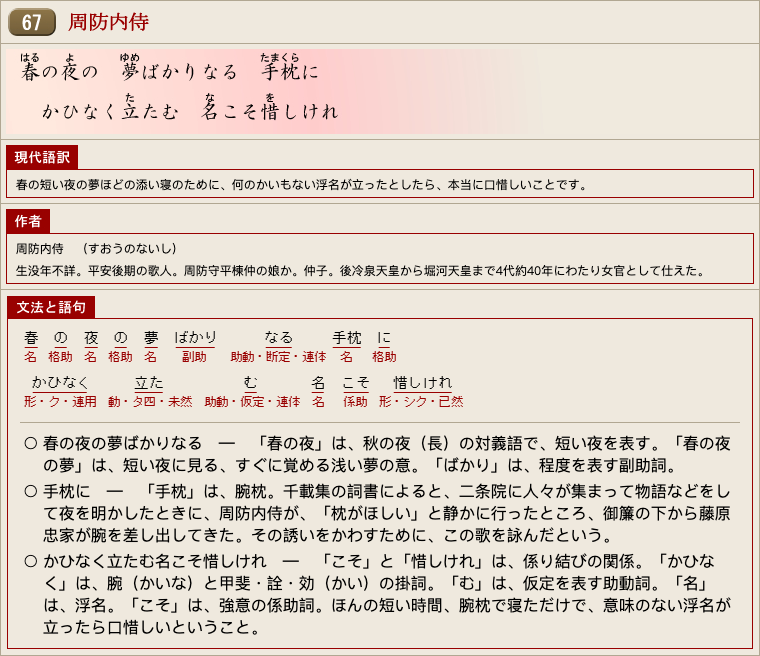 67 周防内侍
はる よ ゆめ たまくら
春の夜の 夢ばかりなる 手枕に
た な を
かひなく立たむ 名こそ惜しけれ
現代語訳
春の短い夜の夢ほどの添い寝のために、何のかいもない浮名が立ったとしたら、本当に口惜しいことです。
作者
周防内侍 （すおうのないし）
生没年不詳。平安後期の歌人。周防守平棟仲の娘か。仲子。後冷泉天皇から堀河天皇まで4代約40年にわたり女官として仕えた。
文法と語句
春 の 夜 の 夢 ばかり なる 手枕 に
名 格助 名 格助 名 副助 助動・断定・連体 名 格助
かひなく 立た む 名 こそ 惜しけれ
形・ク・連用 動・タ四・未然 助動・仮定・連体 名 係助 形・シク・已然
○ 春の夜の夢ばかりなる ― 「春の夜」は、秋の夜（長）の対義語で、短い夜を表す。「春の夜
の夢」は、短い夜に見る、すぐに覚める浅い夢の意。「ばかり」は、程度を表す副助詞。
○ 手枕に ― 「手枕」は、腕枕。千載集の詞書によると、二条院に人々が集まって物語などをし
て夜を明かしたときに、周防内侍が、「枕がほしい」と静かに行ったところ、御簾の下から藤原
忠家が腕を差し出してきた。その誘いをかわすために、この歌を詠んだという。
○ かひなく立たむ名こそ惜しけれ ― 「こそ」と「惜しけれ」は、係り結びの関係。「かひな
く」は、腕（かいな）と甲斐・詮・効（かい）の掛詞。「む」は、仮定を表す助動詞。「名」
は、浮名。「こそ」は、強意の係助詞。ほんの短い時間、腕枕で寝ただけで、意味のない浮名が
立ったら口惜しいということ。